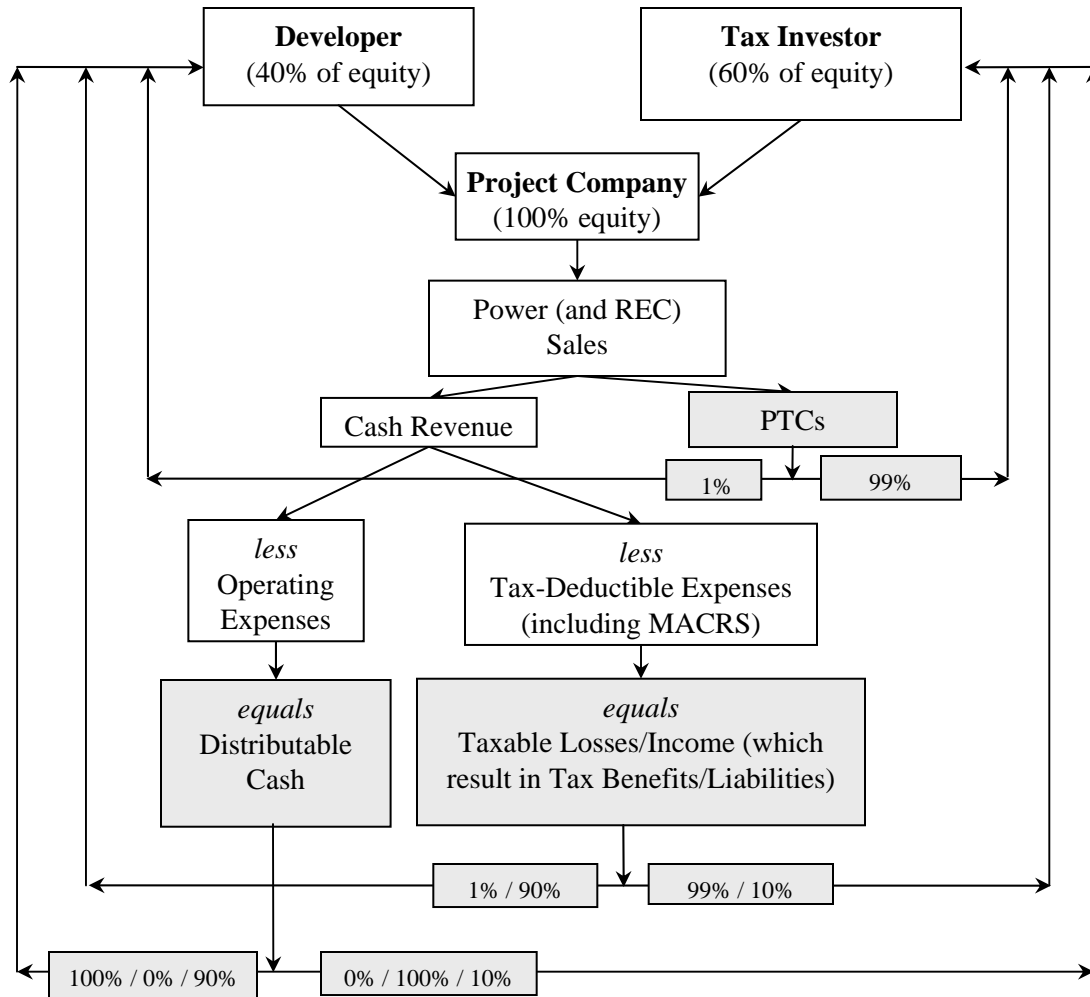 Developer
(40% of equity)
Tax Investor
(60% of equity)
Project Company
(100% equity)
Power (and REC)
Sales
Cash Revenue
PTCs
1%
99%
less
Operating
Expenses
less
Tax-Deductible Expenses
(including MACRS)
equals
Distributable
Cash
equals
Taxable Losses/Income (which
result in Tax Benefits/Liabilities)
1% / 90%
99% / 10%
100% / 0% / 90%
0% / 100% / 10%